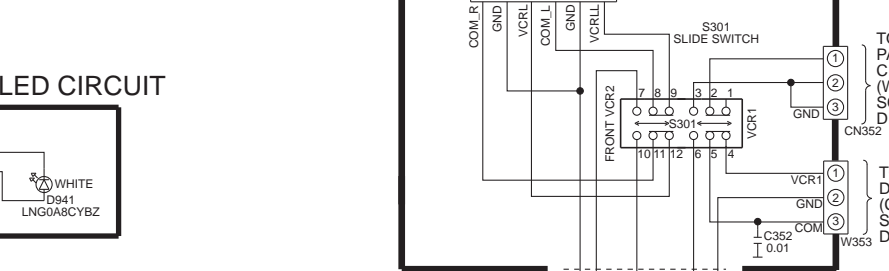 LED CIRCUIT
WHITE
D941
LNG0A8CYBZ
COM_R
GND
VCRL
COM_L
GND
VCRLL
S301
SLIDE SWITCH
FRONT VCR2
7 8 9 3 2 1
S301
10 11 12 6 5 4
VCR1
1
2
3
GND
CN352
VCR1
GND
COM
1
2
3
W353
C352
0.01